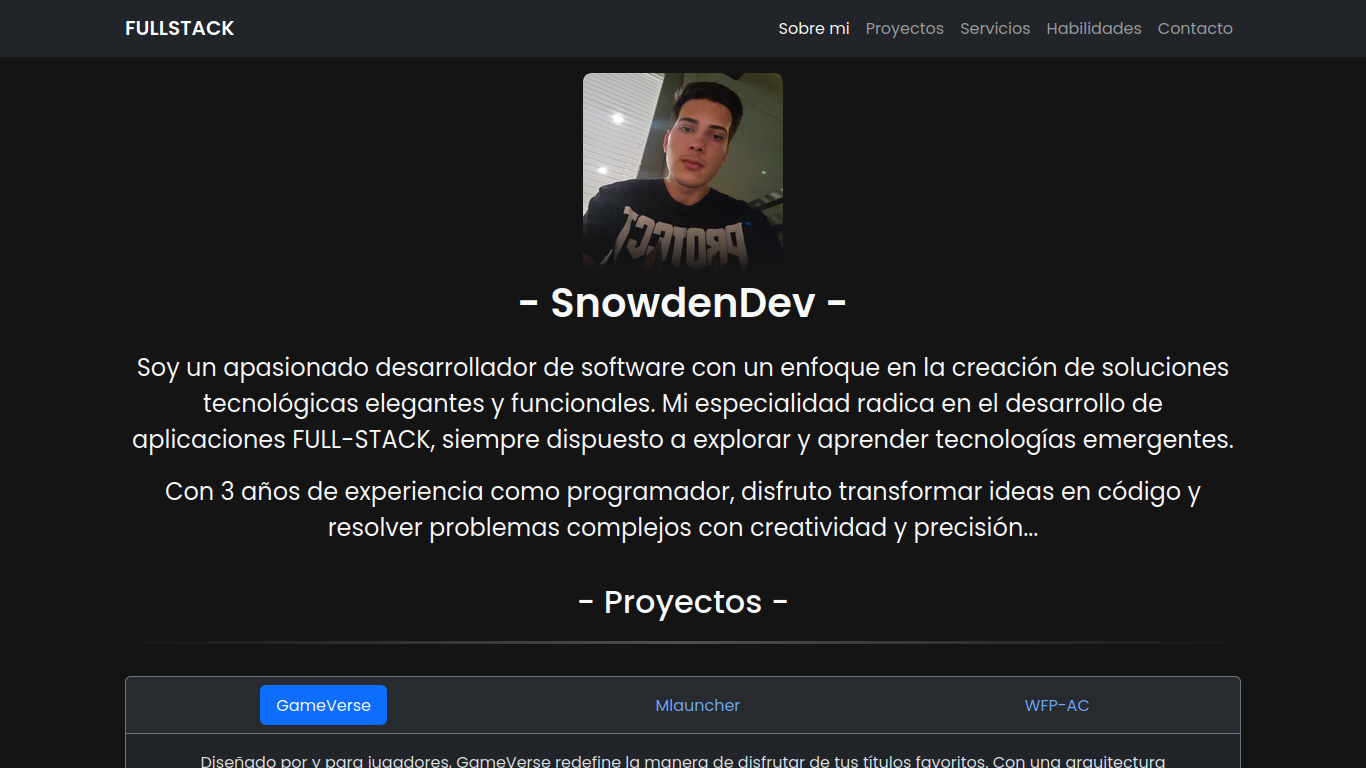 FULLSTACK
Sobre mi Proyectos Servicios Habilidades Contacto
PROTECT
- SnowdenDev -
Soy un apasionado desarrollador de software con un enfoque en la creación de soluciones
tecnológicas elegantes y funcionales. Mi especialidad radica en el desarrollo de
aplicaciones FULL-STACK, siempre dispuesto a explorar y aprender tecnologías emergentes.
Con 3 años de experiencia como programador, disfruto transformar ideas en código y
resolver problemas complejos con creatividad y precisión...
- Proyectos -
GameVerse Mlauncher WFP-AC
Diseñado por y para jugadores, GameVerse redefine la manera de disfrutar de tus títulos favoritos. Con una arquitectura